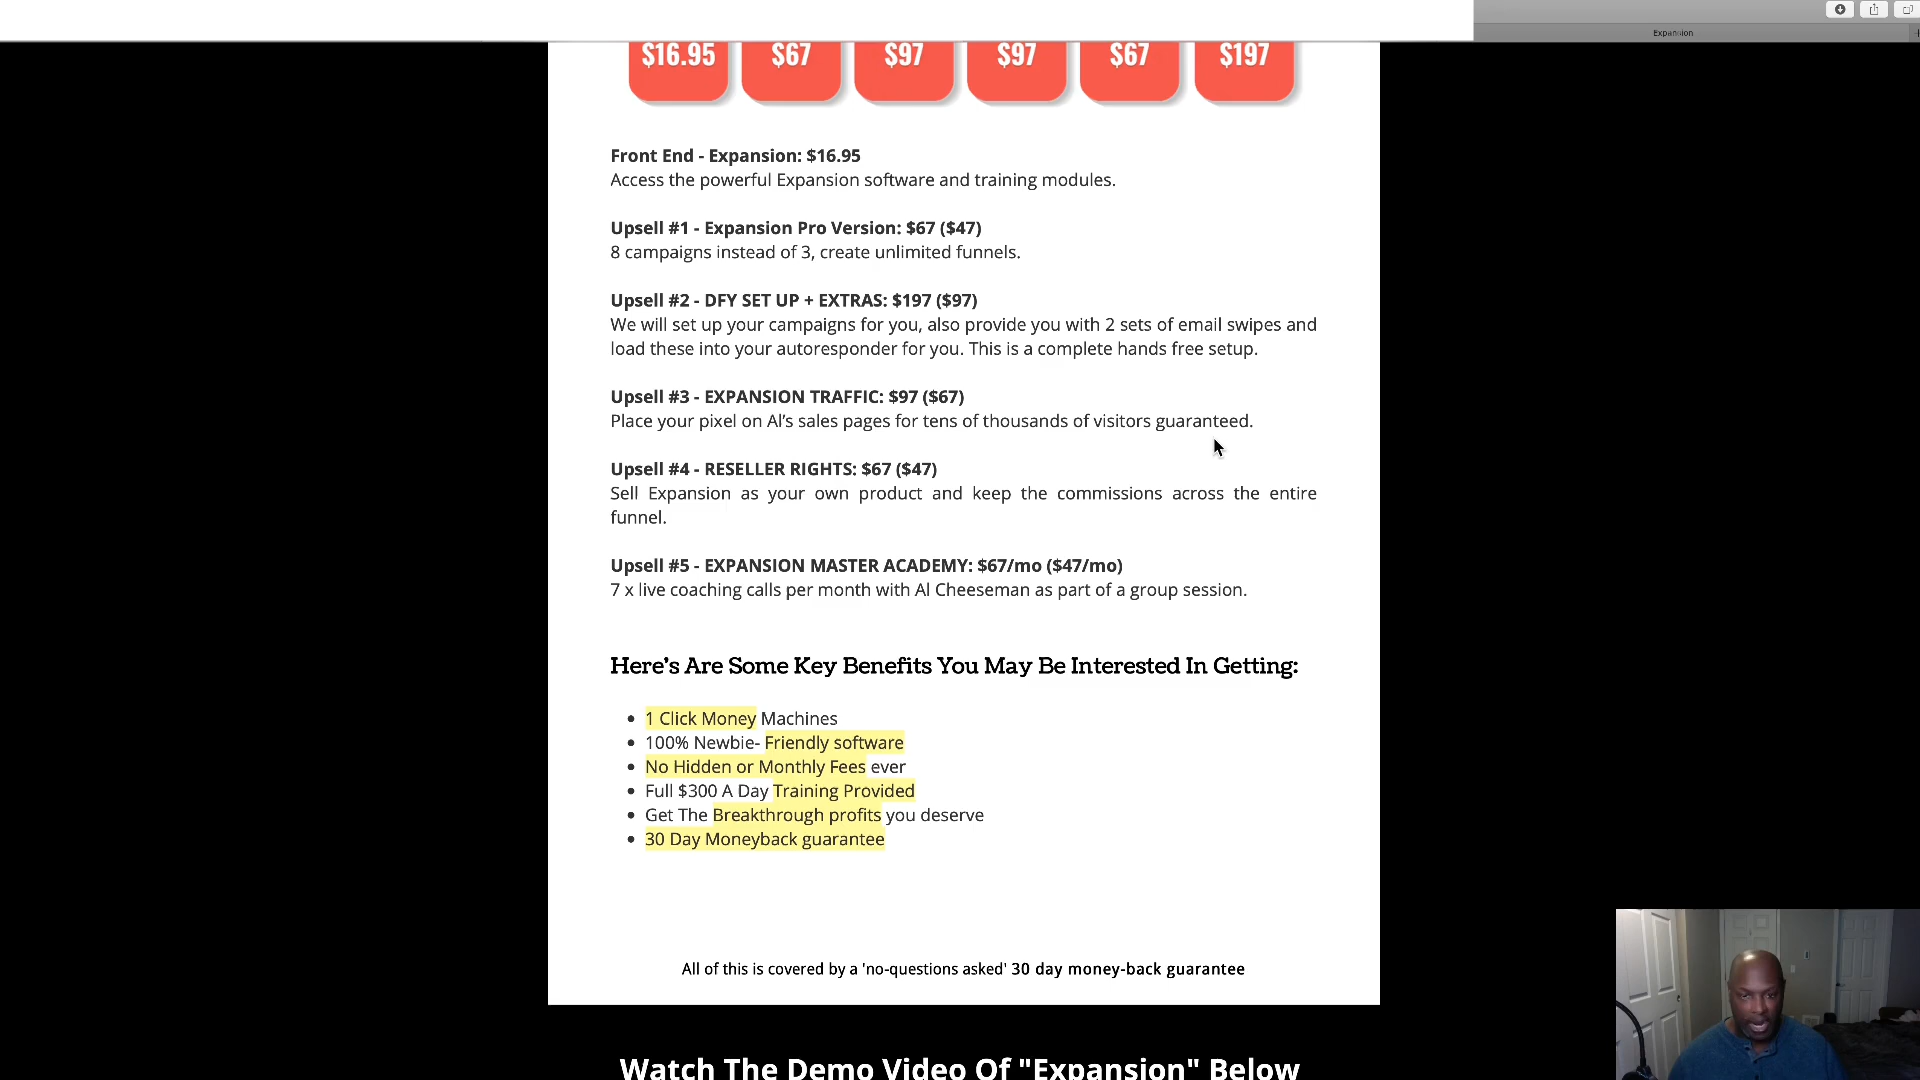 Expansion
$16.95 $67 $97 $97 $67 $197
Front End - Expansion: $16.95
Access the powerful Expansion software and training modules.
Upsell #1 - Expansion Pro Version: $67 ($47)
8 campaigns instead of 3, create unlimited funnels.
Upsell #2 - DFY SET UP + EXTRAS: $197 ($97)
We will set up your campaigns for you, also provide you with 2 sets of email swipes and
load these into your autoresponder for you. This is a complete hands free setup.
Upsell #3 - EXPANSION TRAFFIC: $97 ($67)
Place your pixel on Al's sales pages for tens of thousands of visitors guaranteed.
Upsell #4 - RESELLER RIGHTS: $67 ($47)
Sell Expansion as your own product and keep the commissions across the entire
funnel.
Upsell #5 - EXPANSION MASTER ACADEMY: $67/mo ($47/mo)
7 x live coaching calls per month with Al Cheeseman as part of a group session.
Here's Are Some Key Benefits You May Be Interested In Getting:
• 1 Click Money Machines
• 100% Newbie- Friendly software
• No Hidden or Monthly Fees ever
• Full $300 A Day Training Provided
• Get The Breakthrough profits you deserve
• 30 Day Moneyback guarantee
All of this is covered by a 'no-questions asked' 30 day money-back guarantee
Watch The Demo Video Of "Expansion" Below